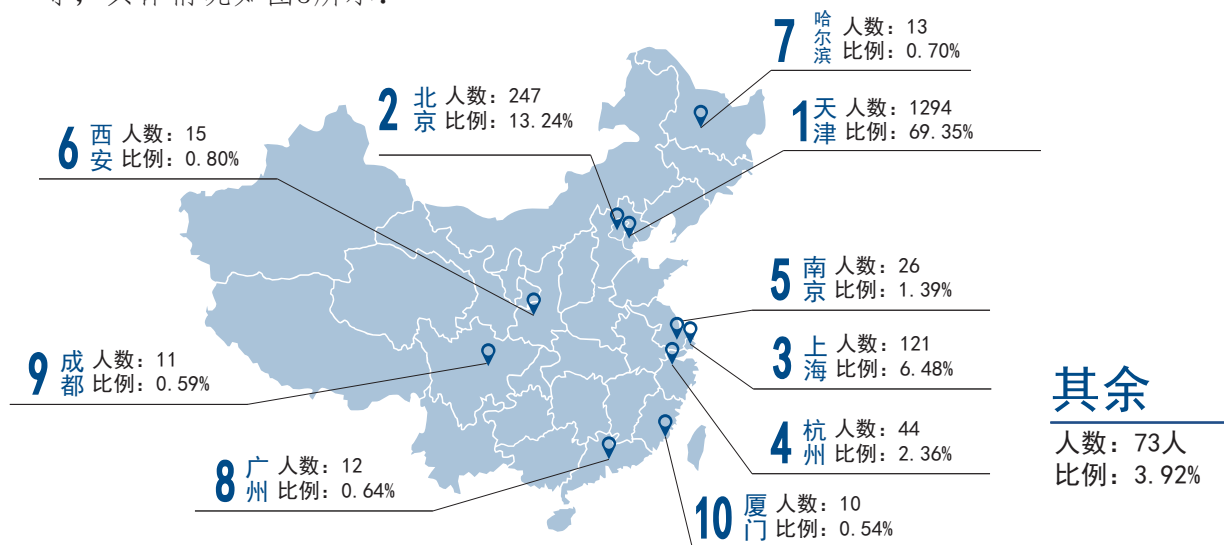 7 哈尔滨 人数: 13
比例: 0.70%
2 北京 人数: 247
比例: 13.24%
1 天津 人数: 1294
比例: 69.35%
6 西安 人数: 15
比例: 0.80%
5 南京 人数: 26
比例: 1.39%
3 上海 人数: 121
比例: 6.48%
9 成都 人数: 11
比例: 0.59%
其余
人数: 73人
比例: 3.92%
4 杭州 人数: 44
比例: 2.36%
8 广州 人数: 12
比例: 0.64%
10 厦门 人数: 10
比例: 0.54%